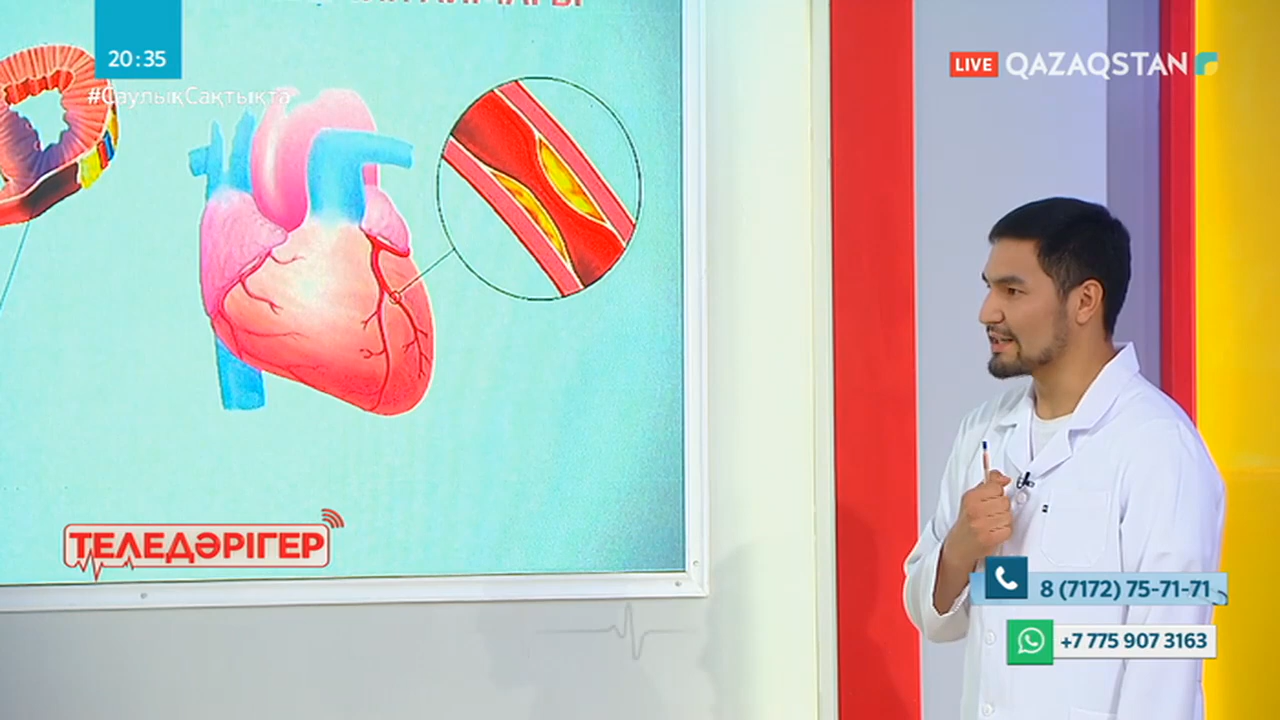 20:35
#СаулықСақтықта
LIVE QAZAQSTAN
ТЕЛЕДӘРІГЕР
8 (7172) 75-71-71
+7 775 907 3163